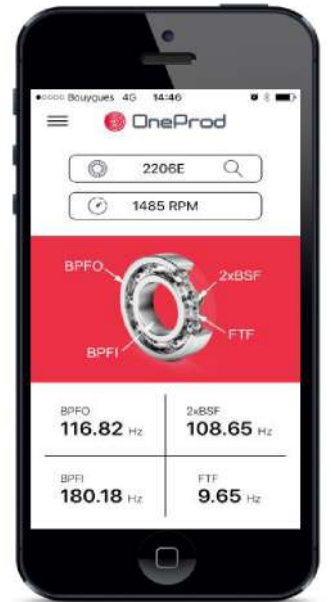 Bouygues 4G 14:46
OneProd
2206E
1485 RPM
BPFO
2xBSF
BPFI
FTF
BPFO
116.82 Hz
2xBSF
108.65 Hz
BPFI
180.18 Hz
FTF
9.65 Hz